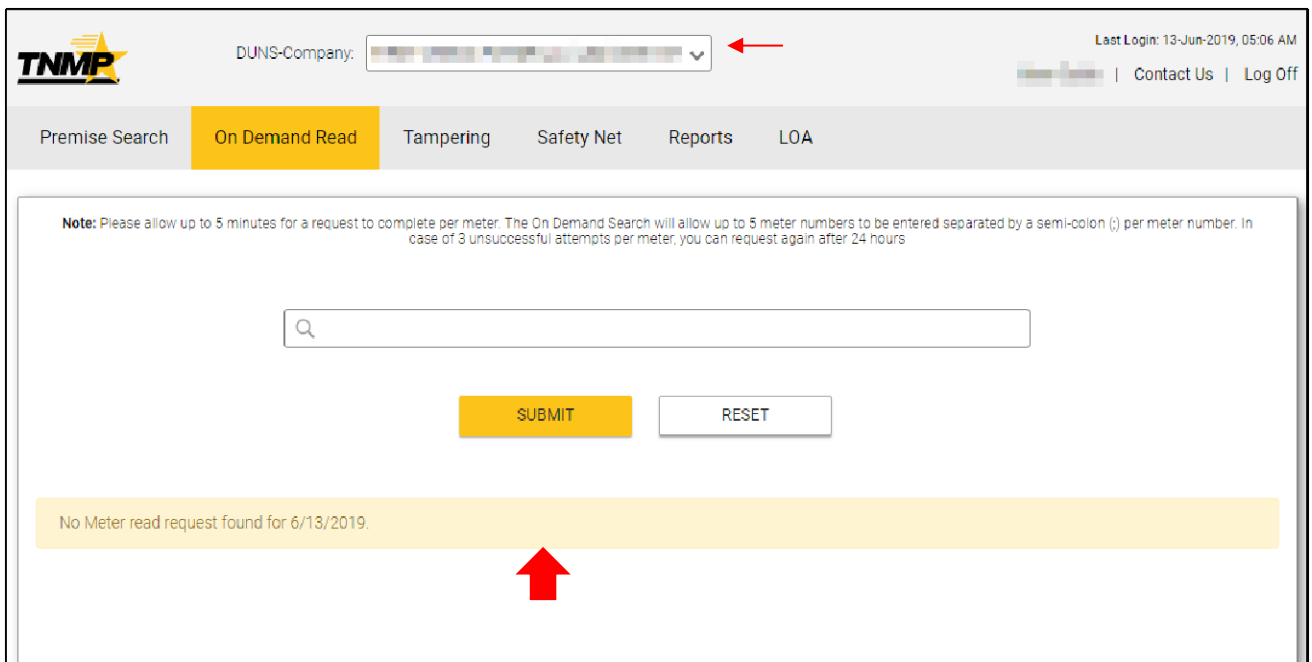 TNMP
DUNS-Company:
Last Login: 13-Jun-2019, 05:06 AM
| Contact Us | Log Off
Premise Search On Demand Read Tampering Safety Net Reports LOA
Note: Please allow up to 5 minutes for a request to complete per meter. The On Demand Search will allow up to 5 meter numbers to be entered separated by a semi-colon (;) per meter number. In
case of 3 unsuccessful attempts per meter, you can request again after 24 hours
SUBMIT RESET
No Meter read request found for 6/13/2019.